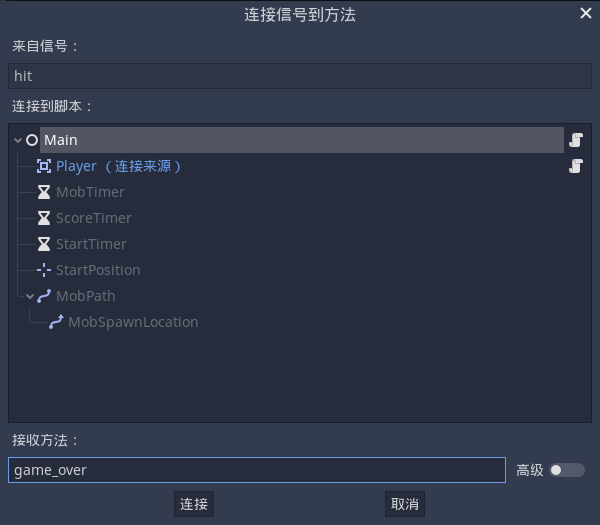 连接信号到方法
来自信号：
hit
连接到脚本：
Main
Player （连接来源）
MobTimer
ScoreTimer
StartTimer
StartPosition
MobPath
MobSpawnLocation
接收方法：
game_over
高级
连接
取消